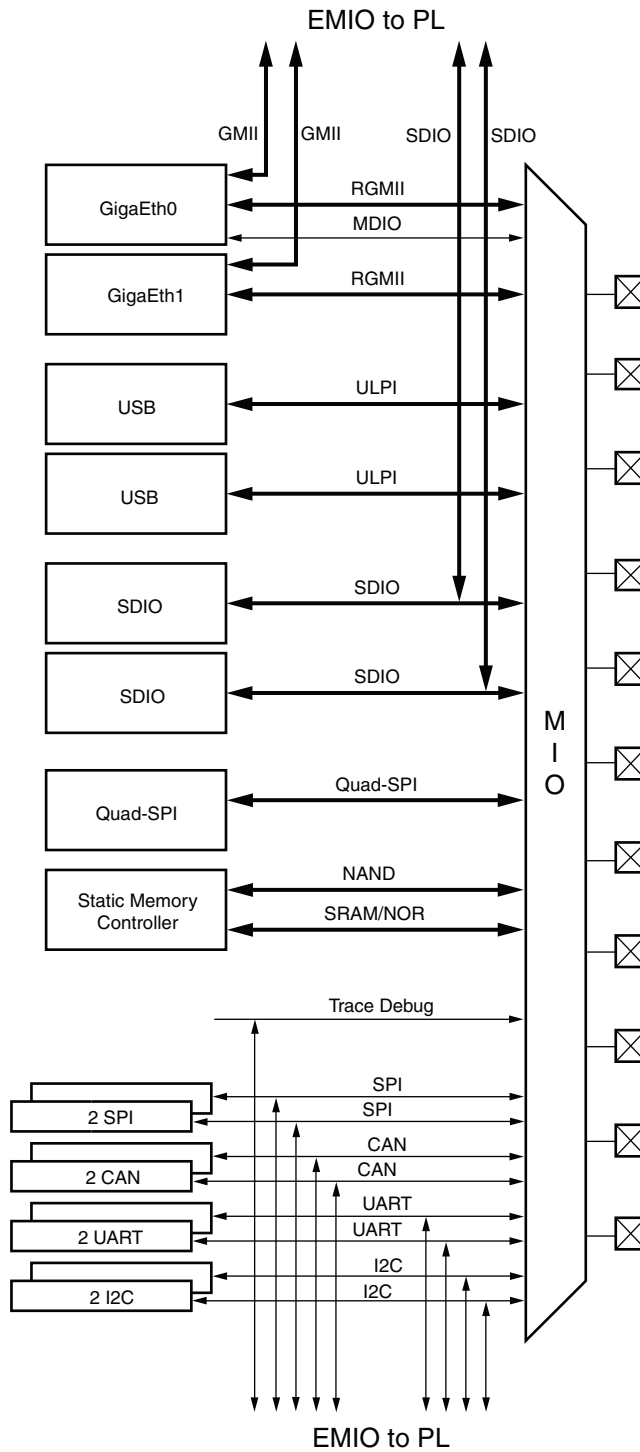 EMIO to PL
GMII
GMII
SDIO
SDIO
GigaEth0
RGMII
MDIO
GigaEth1
RGMII
USB
ULPI
USB
ULPI
SDIO
SDIO
SDIO
SDIO
M
I
O
Quad-SPI
Quad-SPI
Static Memory
Controller
NAND
SRAM/NOR
Trace Debug
2 SPI
SPI
SPI
2 CAN
CAN
CAN
2 UART
UART
UART
2 I2C
I2C
I2C
EMIO to PL